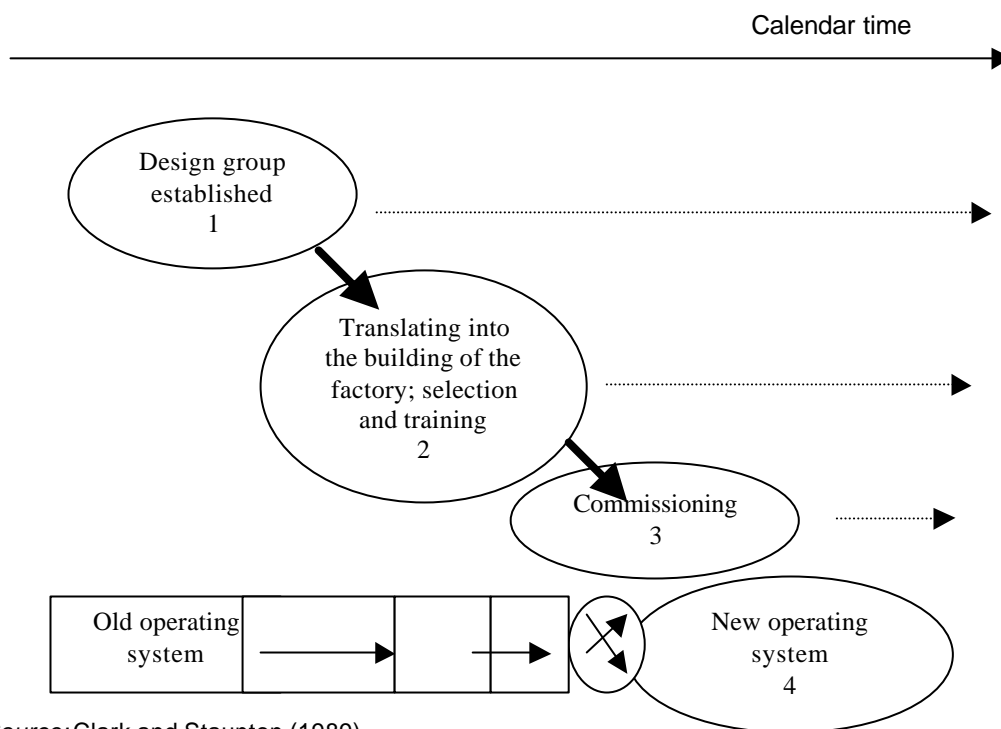 Calendar time
Design group
established
1
Translating into
the building of the
factory; selection
and training
2
Commissioning
3
Old operating
system
New operating
system
4
Source: Clark and Staunton (1989)